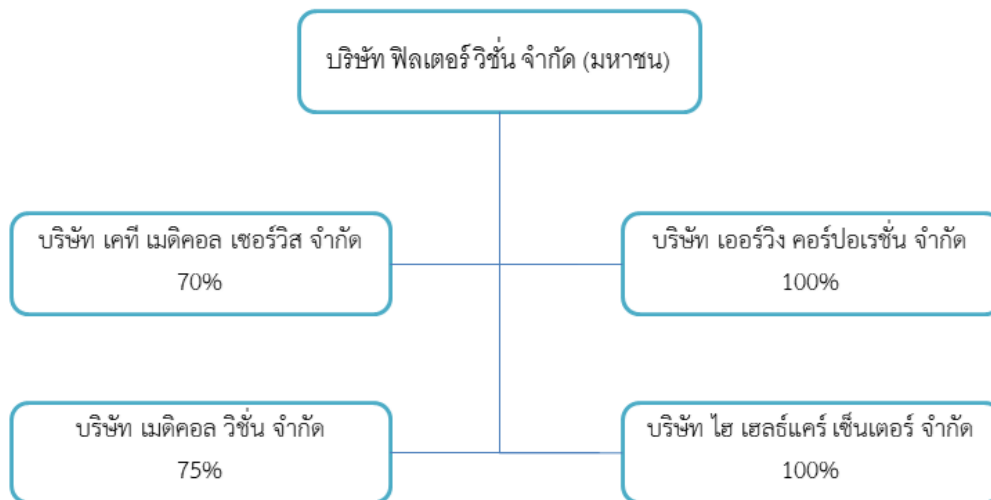 บริษัท ฟิลเตอร์ วิชั่น จำกัด (มหาชน)
บริษัท เคที เมดิคอล เซอร์วิส จำกัด
70%
บริษัท เออร์วิง คอร์ปอเรชั่น จำกัด
100%
บริษัท เมดิคอล วิชั่น จำกัด
75%
บริษัท ไฮ เฮลธ์แคร์ เซ็นเตอร์ จำกัด
100%